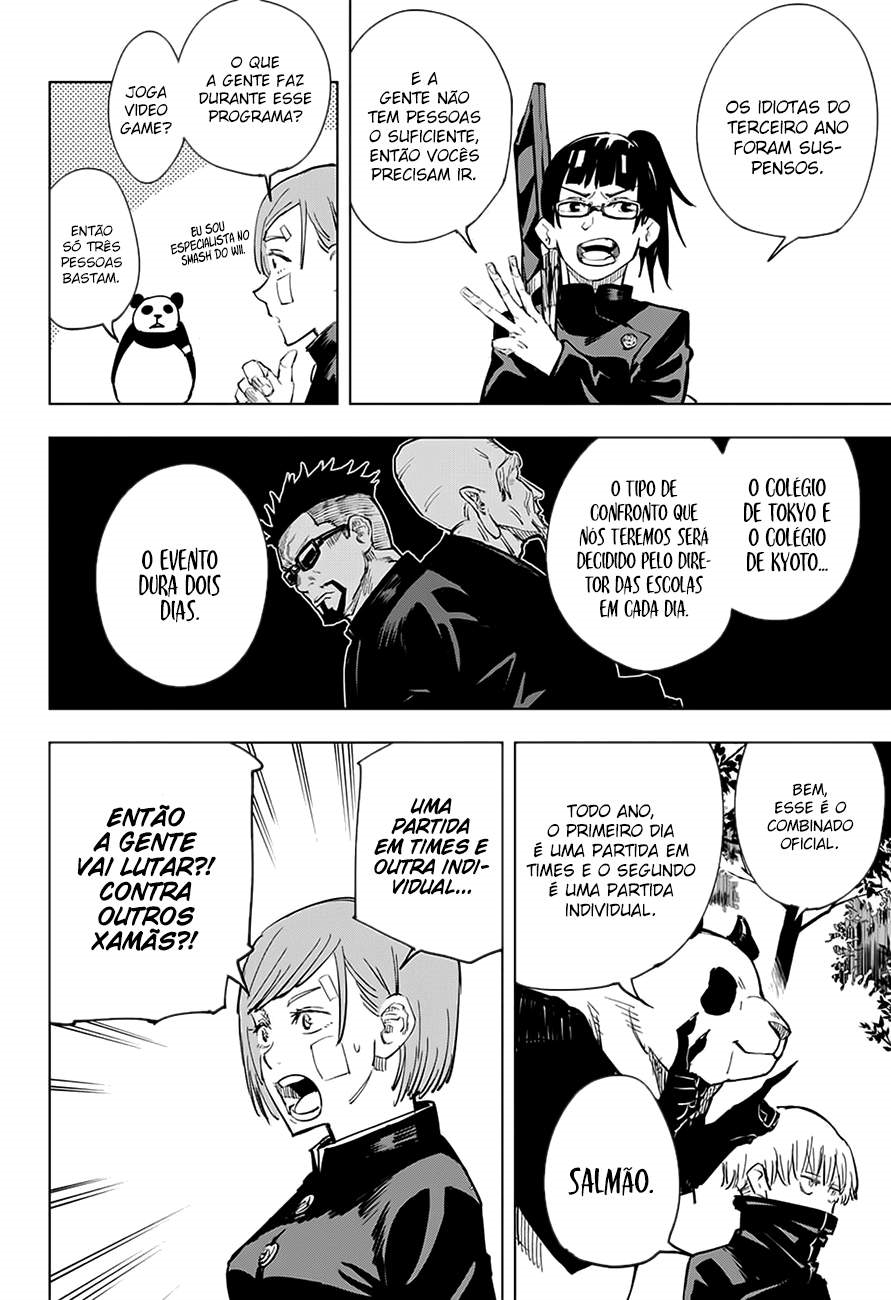 OS IDIOTAS DO
TERCEIRO ANO
FORAM SUS-
PENSOS.
E A
GENTE NÃO
TEM PESSOAS
O SUFICIENTE,
ENTÃO VOCÊS
PRECISAM IR.
O QUE
A GENTE FAZ
DURANTE ESSE
PROGRAMA?
JOGA
VIDEO
GAME?
EU SOU
ESPECIALISTA NO
SMASH DO WII.
ENTÃO
SÓ TRÊS
PESSOAS
BASTAM.
O COLÉGIO
DE TOKYO E
O COLÉGIO
DE KYOTO...
O TIPO DE
CONFRONTO QUE
NÓS TEREMOS SERÁ
DECIDIDO PELO DIRE-
TOR DAS ESCOLAS
EM CADA DIA.
O EVENTO
DURA DOIS
DIAS.
BEM,
ESSE É O
COMBINADO
OFICIAL.
TODO ANO,
O PRIMEIRO DIA
É UMA PARTIDA EM
TIMES E O SEGUNDO
É UMA PARTIDA
INDIVIDUAL.
SALMÃO.
UMA
PARTIDA
EM TIMES E
OUTRA INDI-
VIDUAL...
ENTÃO
A GENTE
VAI LUTAR?!
CONTRA
OUTROS
XAMÃS?!